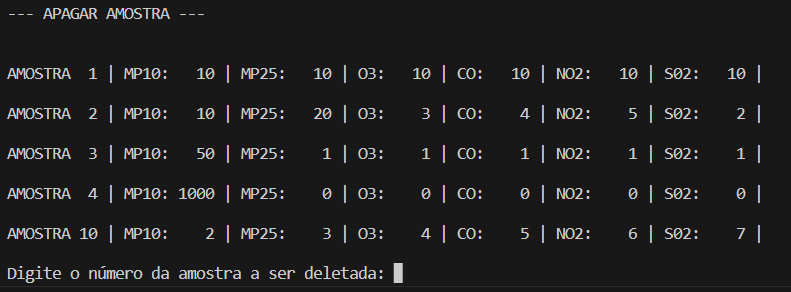 --- APAGAR AMOSTRA ---
AMOSTRA  1 | MP10:   10 | MP25:   10 | O3:   10 | CO:   10 | NO2:   10 | S02:   10 |
AMOSTRA  2 | MP10:   10 | MP25:   20 | O3:    3 | CO:    4 | NO2:    5 | S02:    2 |
AMOSTRA  3 | MP10:   50 | MP25:    1 | O3:    1 | CO:    1 | NO2:    1 | S02:    1 |
AMOSTRA  4 | MP10: 1000 | MP25:    0 | O3:    0 | CO:    0 | NO2:    0 | S02:    0 |
AMOSTRA 10 | MP10:    2 | MP25:    3 | O3:    4 | CO:    5 | NO2:    6 | S02:    7 |
Digite o número da amostra a ser deletada: